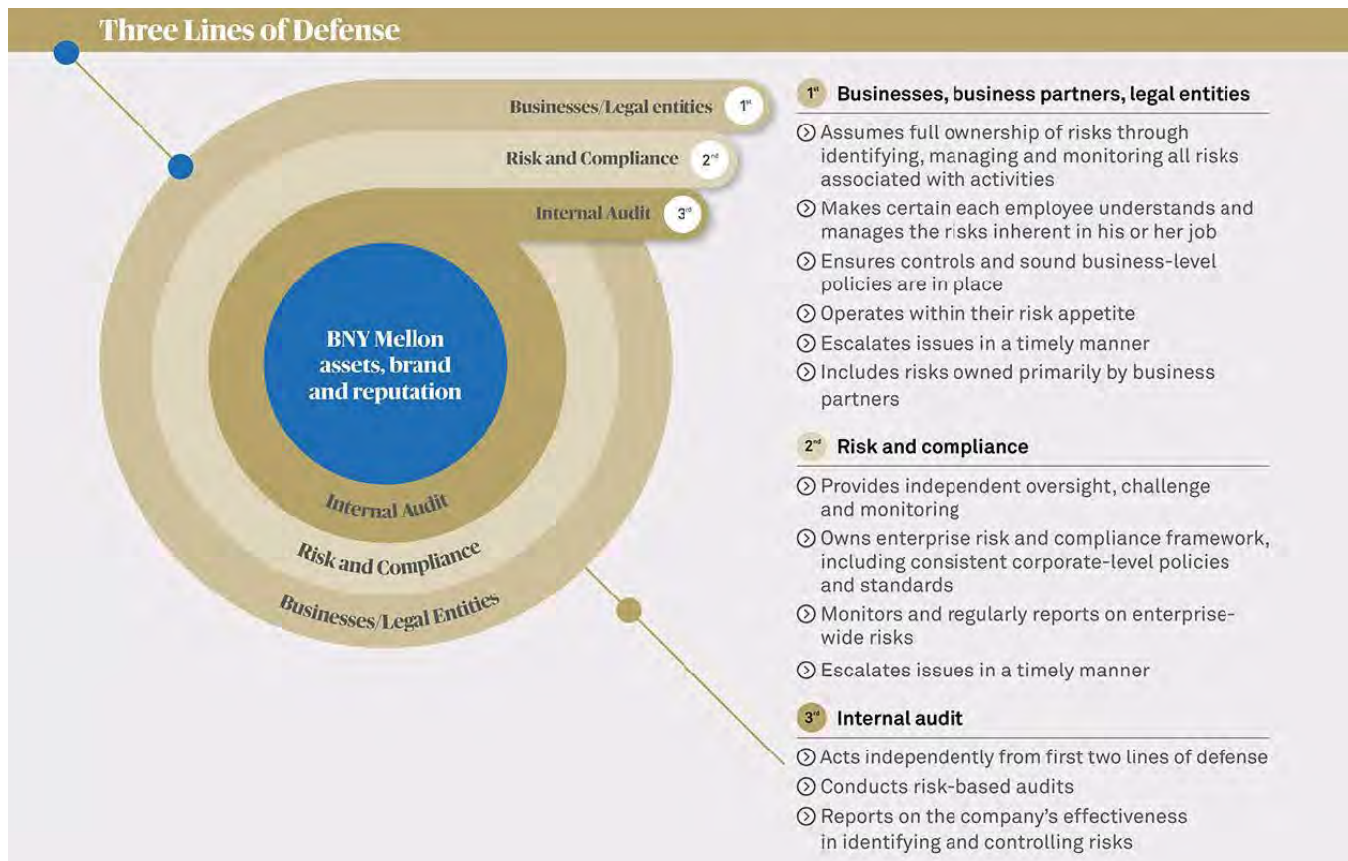 Three Lines of Defense
Businesses/Legal entities 1st
Risk and Compliance 2nd
Internal Audit 3rd
BNY Mellon
assets, brand
and reputation
Internal Audit
Risk and Compliance
Businesses/Legal Entities
1st Businesses, business partners, legal entities
Assumes full ownership of risks through
identifying, managing and monitoring all risks
associated with activities
Makes certain each employee understands and
manages the risks inherent in his or her job
Ensures controls and sound business-level
policies are in place
Operates within their risk appetite
Escalates issues in a timely manner
Includes risks owned primarily by business
partners
2nd Risk and compliance
Provides independent oversight, challenge
and monitoring
Owns enterprise risk and compliance framework,
including consistent corporate-level policies
and standards
Monitors and regularly reports on enterprise-
wide risks
Escalates issues in a timely manner
3rd Internal audit
Acts independently from first two lines of defense
Conducts risk-based audits
Reports on the company's effectiveness
in identifying and controlling risks